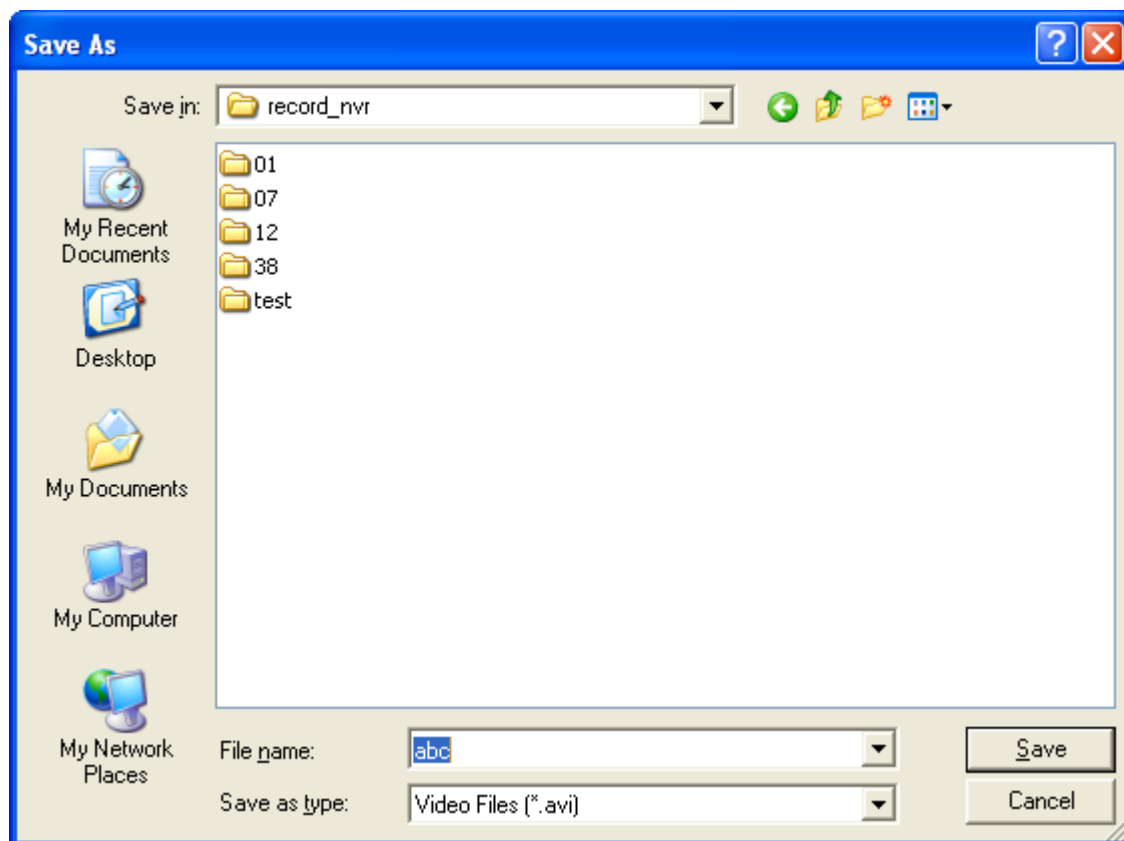 Save As
Save in: record_nvr
01
07
12
38
test
My Recent
Documents
Desktop
My Documents
My Computer
My Network
Places
File name: abc
Save as type: Video Files (*.avi)
Save
Cancel